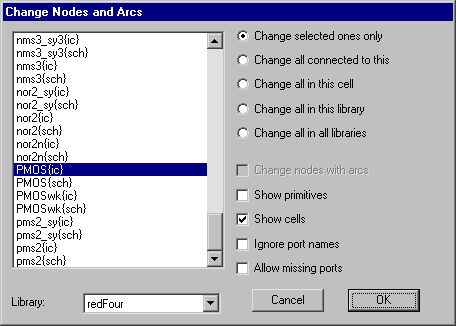 Change Nodes and Arcs
nms3_sy3{ic}
nms3_sy3{sch}
nms3{ic}
nms3{sch}
nor2_sy{ic}
nor2_sy{sch}
nor2{ic}
nor2{sch}
nor2n{ic}
nor2n{sch}
PMOS{ic}
PMOS{sch}
PMOSwk{ic}
PMOSwk{sch}
pms2_sy{ic}
pms2_sy{sch}
pms2{ic}
pms2{sch}
Change selected ones only
Change all connected to this
Change all in this cell
Change all in this library
Change all in all libraries
Change nodes with arcs
Show primitives
Show cells
Ignore port names
Allow missing ports
Library:
redFour
Cancel
OK